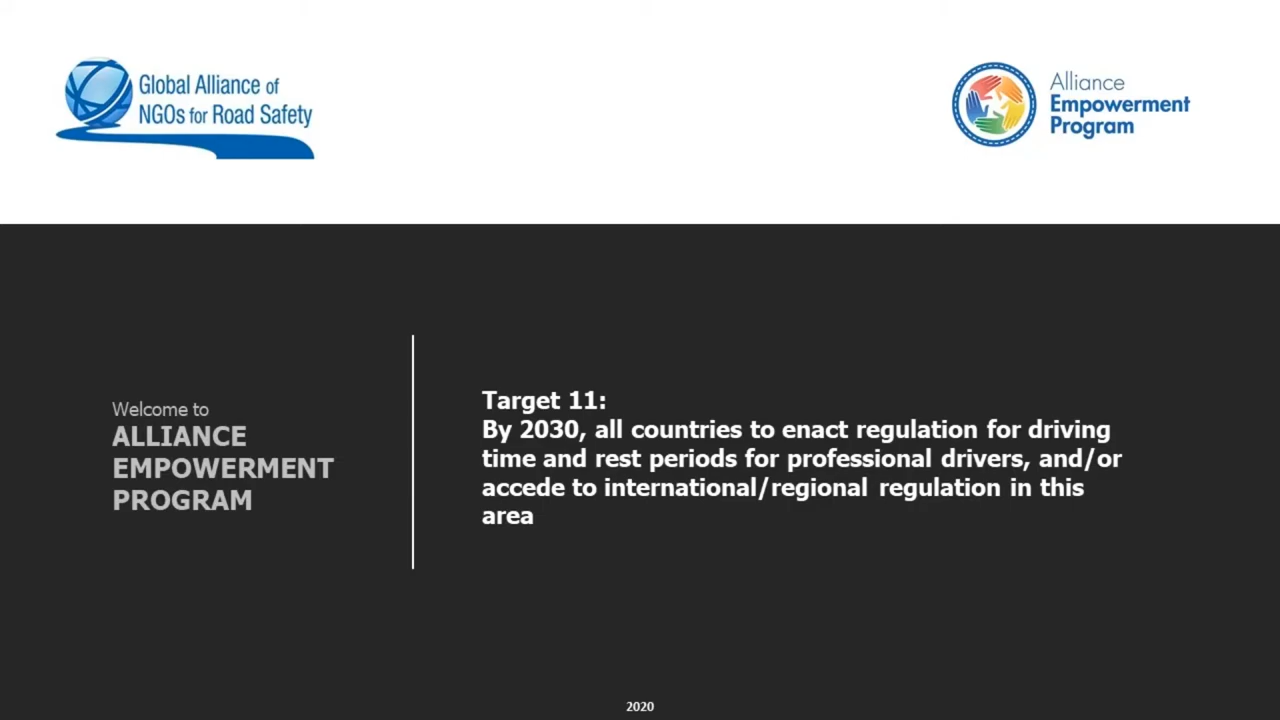 Global Alliance of
NGOs for Road Safety
Alliance
Empowerment
Program
Welcome to
ALLIANCE
EMPOWERMENT
PROGRAM
Target 11:
By 2030, all countries to enact regulation for driving
time and rest periods for professional drivers, and/or
accede to international/regional regulation in this
area
2020